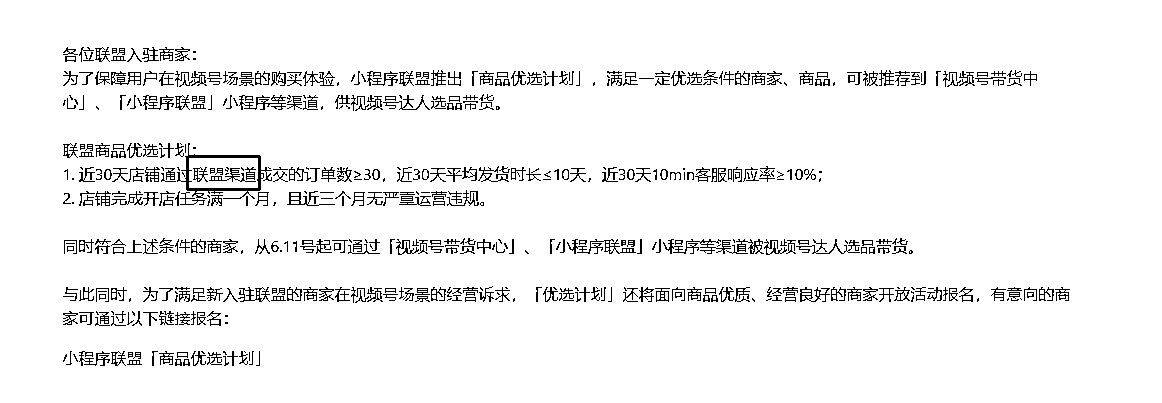 各位联盟入驻商家：
为了保障用户在视频号场景的购买体验，小程序联盟推出「商品优选计划」，满足一定优选条件的商家、商品，可被推荐到「视频号带货中
心」、「小程序联盟」小程序等渠道，供视频号达人选品带货。
联盟商品优选计划：
1. 近30天店铺通过联盟渠道成交的订单数≥30，近30天平均发货时长≤10天，近30天10min客服响应率≥10%；
2. 店铺完成开店任务满一个月，且近三个月无严重运营违规。
同时符合上述条件的商家，从6.11号起可通过「视频号带货中心」、「小程序联盟」小程序等渠道被视频号达人选品带货。
与此同时，为了满足新入驻联盟的商家在视频号场景的经营诉求，「优选计划」还将面向商品优质、经营良好的商家开放活动报名，有意向的商
家可通过以下链接报名：
小程序联盟「商品优选计划」